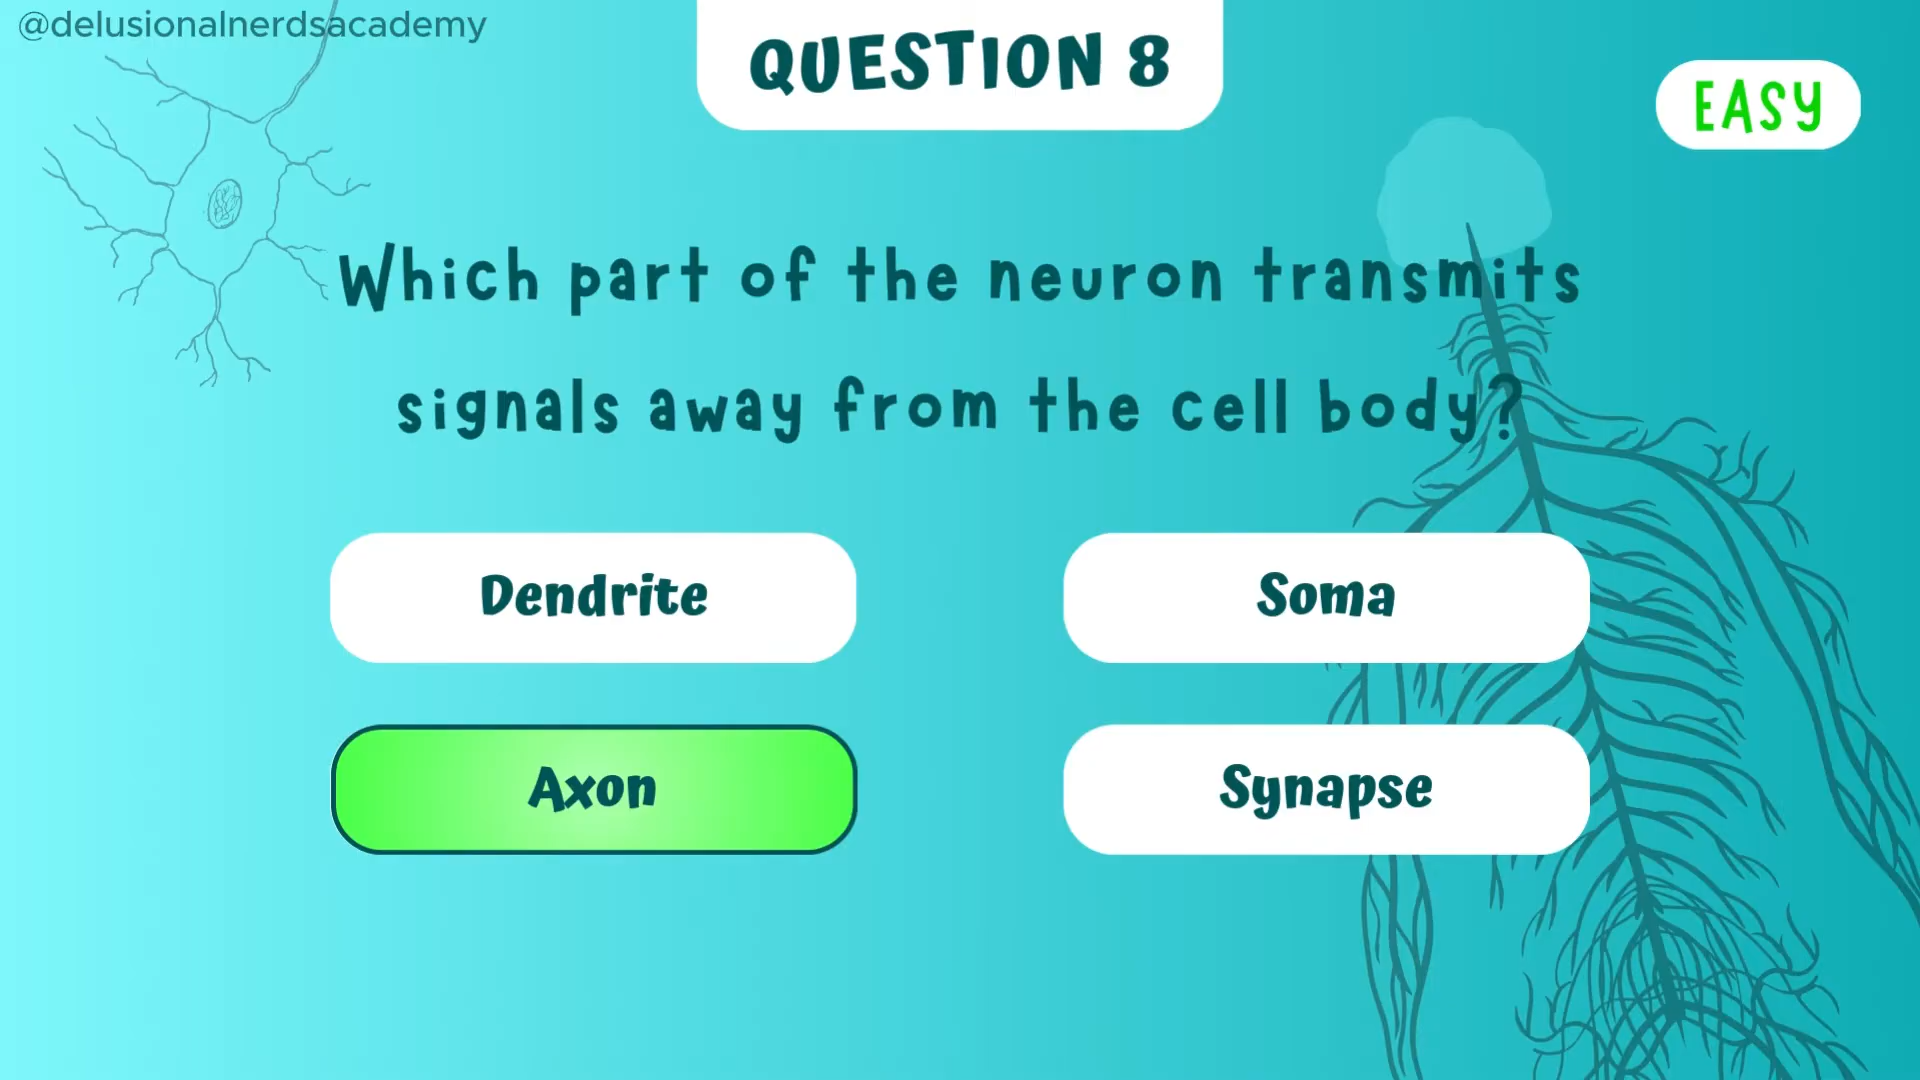 @delusionalnerdsacademy
QUESTION 8
EASY
Which part of the neuron transmits
signals away from the cell body?
Dendrite
Soma
Axon
Synapse